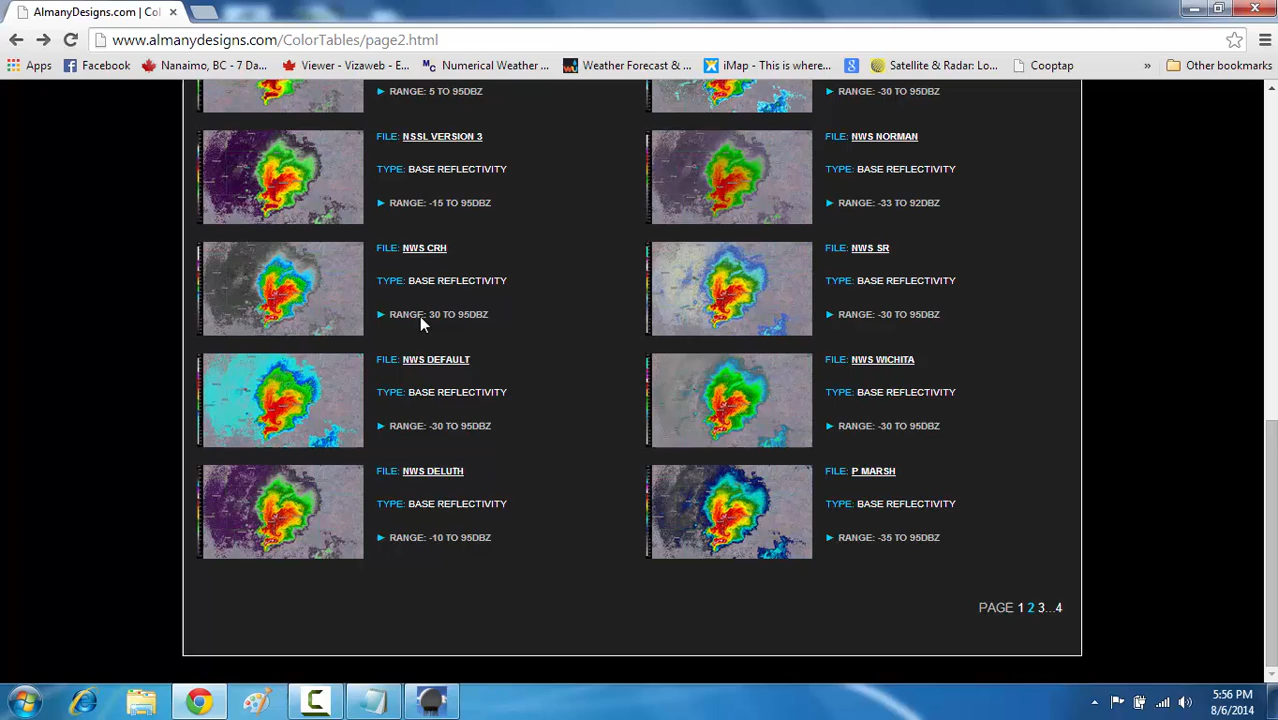 AlmanyDesigns.com | Col
www.almanydesigns.com/ColorTables/page2.html
Apps Facebook Nanaimo, BC - 7 Da... Viewer - Vizaweb - E... Numerical Weather ... Weather Forecast & ... iMap - This is where... Satellite & Radar: Lo... Cooptap » Other bookmarks
RANGE: 5 TO 95DBZ
RANGE: -30 TO 95DBZ
FILE: NSSL VERSION 3
TYPE: BASE REFLECTIVITY
RANGE: -15 TO 95DBZ
FILE: NWS NORMAN
TYPE: BASE REFLECTIVITY
RANGE: -33 TO 92DBZ
FILE: NWS CRH
TYPE: BASE REFLECTIVITY
RANGE: 30 TO 95DBZ
FILE: NWS SR
TYPE: BASE REFLECTIVITY
RANGE: -30 TO 95DBZ
FILE: NWS DEFAULT
TYPE: BASE REFLECTIVITY
RANGE: -30 TO 95DBZ
FILE: NWS WICHITA
TYPE: BASE REFLECTIVITY
RANGE: -30 TO 95DBZ
FILE: NWS DELUTH
TYPE: BASE REFLECTIVITY
RANGE: -10 TO 95DBZ
FILE: P MARSH
TYPE: BASE REFLECTIVITY
RANGE: -35 TO 95DBZ
PAGE 1 2 3...4
5:56 PM
8/6/2014